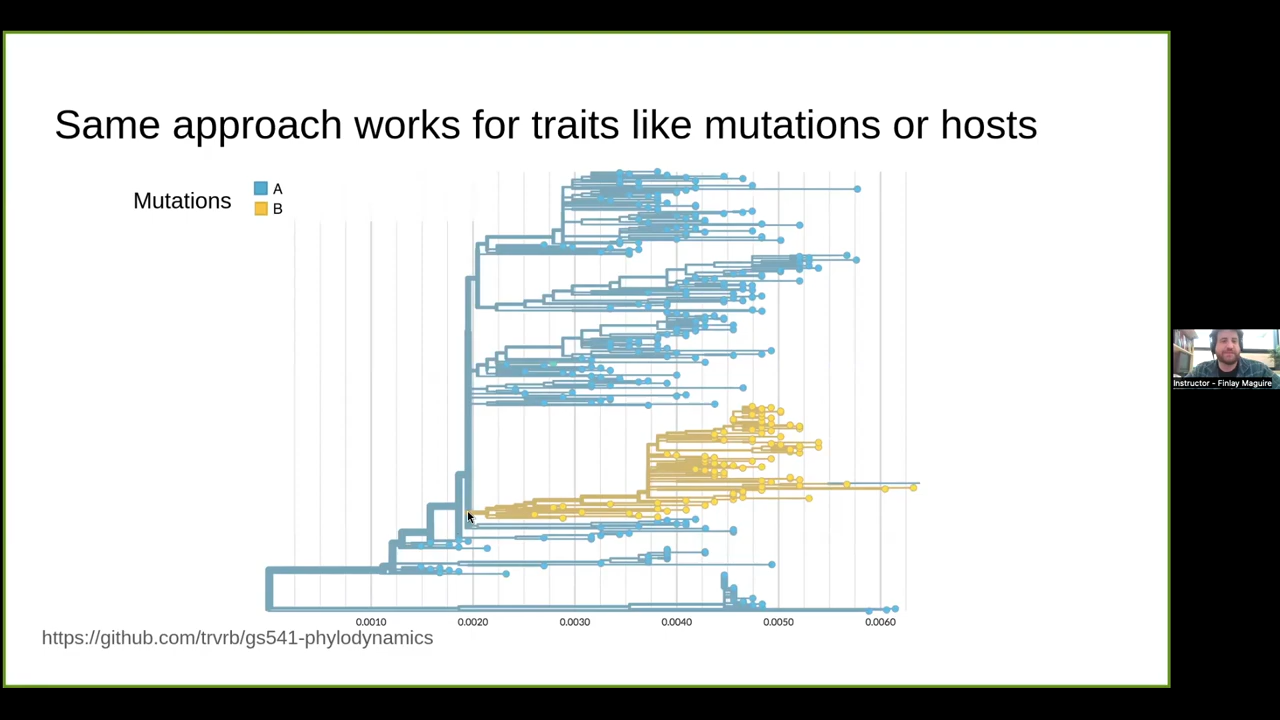 Same approach works for traits like mutations or hosts
Mutations
A
B
0.0010 0.0020 0.0030 0.0040 0.0050 0.0060
https://github.com/trvrb/gs541-phylodynamics
Instructor - Finlay Maguire